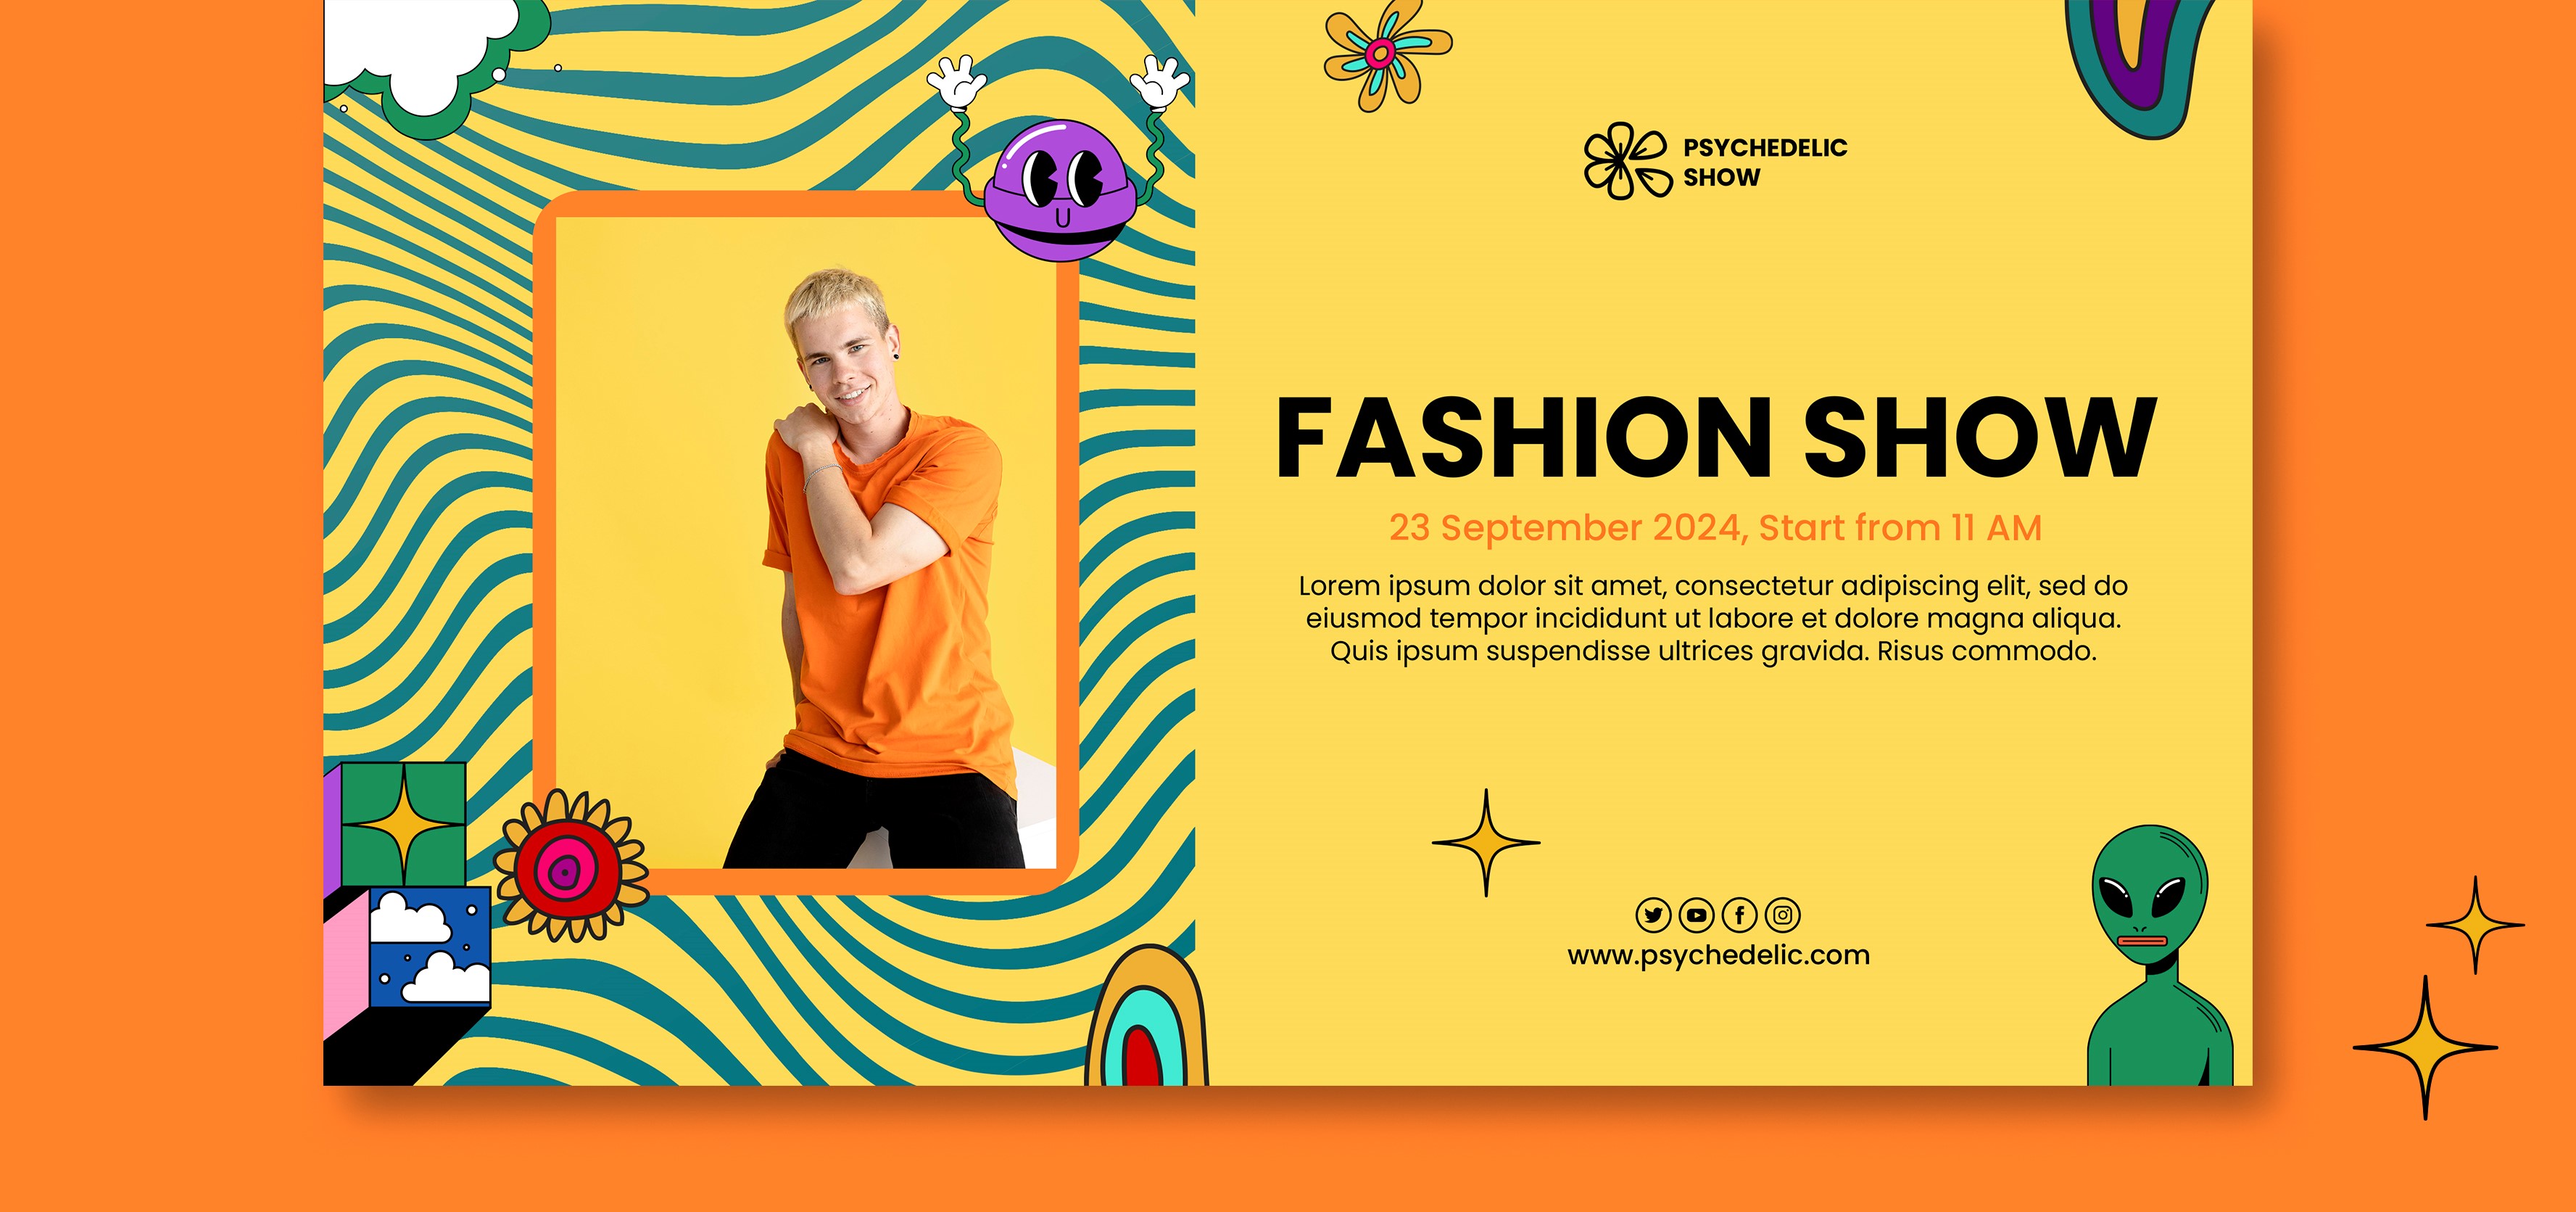 PSYCHEDELIC
SHOW
FASHION SHOW
23 September 2024, Start from 11 AM
Lorem ipsum dolor sit amet, consectetur adipiscing elit, sed do
eiusmod tempor incididunt ut labore et dolore magna aliqua.
Quis ipsum suspendisse ultrices gravida. Risus commodo.
www.psychedelic.com